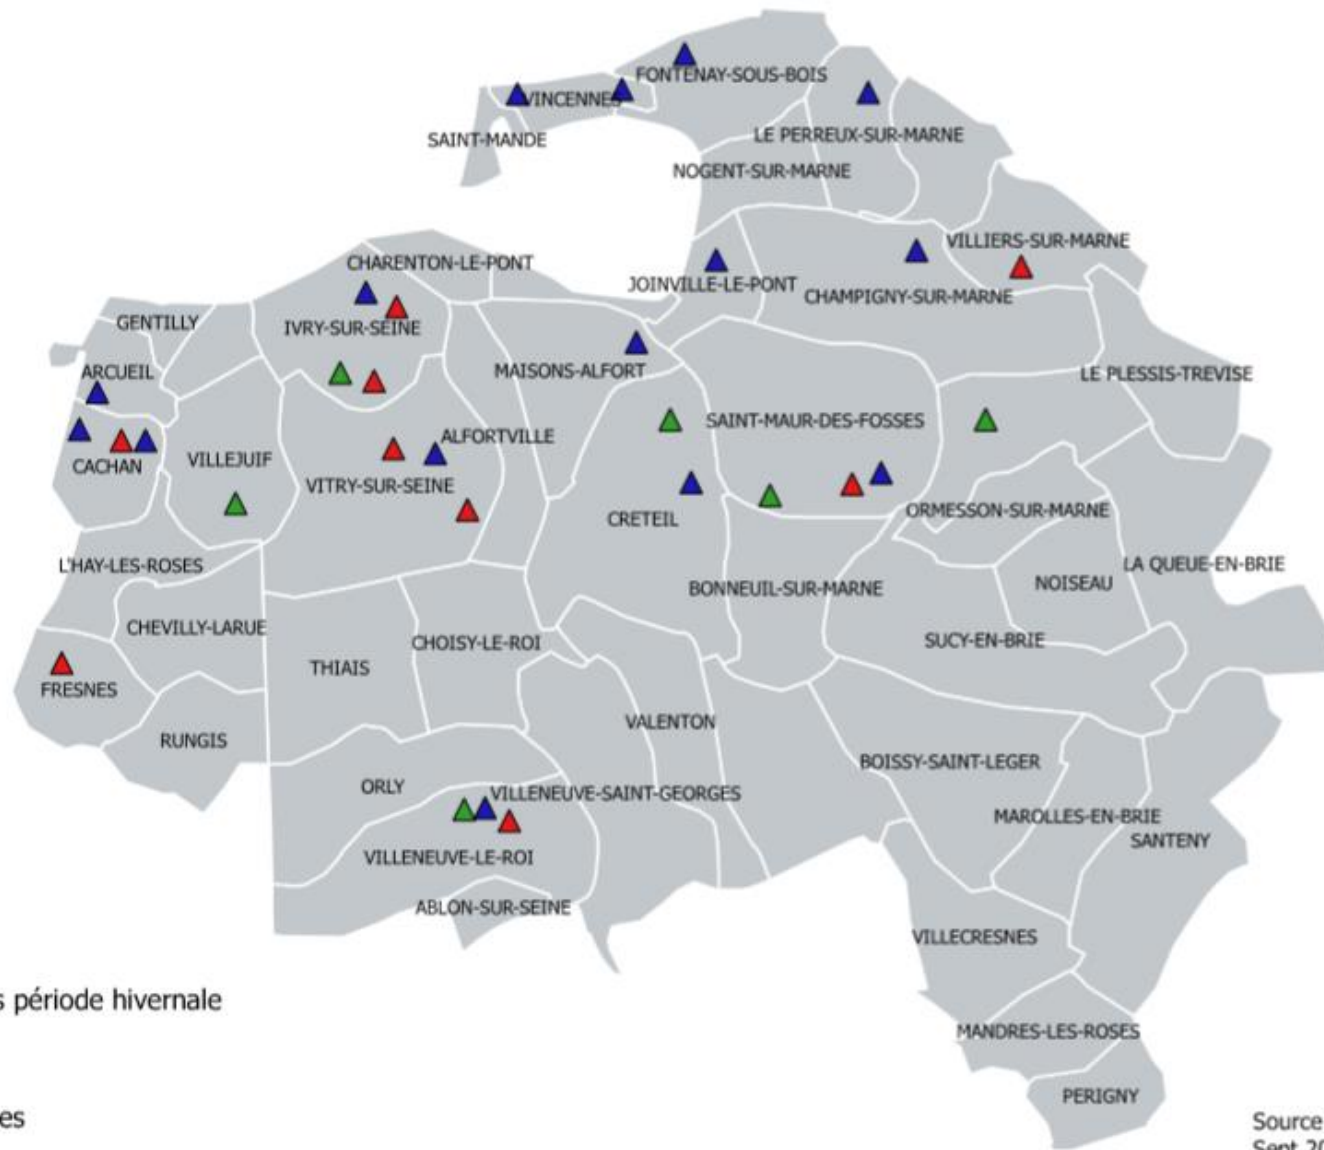 FONTENAY-SOUS-BOIS
VINCENNES
SAINT-MANDE
LE PERREUX-SUR-MARNE
NOGENT-SUR-MARNE
VILLIERS-SUR-MARNE
CHARENTON-LE-PONT
JOINVILLE-LE-PONT
CHAMPIGNY-SUR-MARNE
GENTILLY
IVRY-SUR-SEINE
ARCUEIL
MAISONS-ALFORT
LE PLESSIS-TREVISE
SAINT-MAUR-DES-FOSSES
ALFORTVILLE
CACHAN
VILLEJUIF
VITRY-SUR-SEINE
ORMESSON-SUR-MARNE
CRETEIL
L'HAY-LES-ROSES
LA QUEUE-EN-BRIE
NOISEAU
BONNEUIL-SUR-MARNE
CHEVILLY-LARUE
CHOISY-LE-ROI
SUCY-EN-BRIE
THIAIS
FRESNES
VALENTON
RUNGIS
BOISSY-SAINT-LEGER
ORLY
VILLENEUVE-SAINT-GEORGES
MAROLLES-EN-BRIE
SANTENY
VILLENEUVE-LE-ROI
ABLON-SUR-SEINE
VILLECRESNES
s période hivernale
MANDRES-LES-ROSES
PERIGNY
es
Source